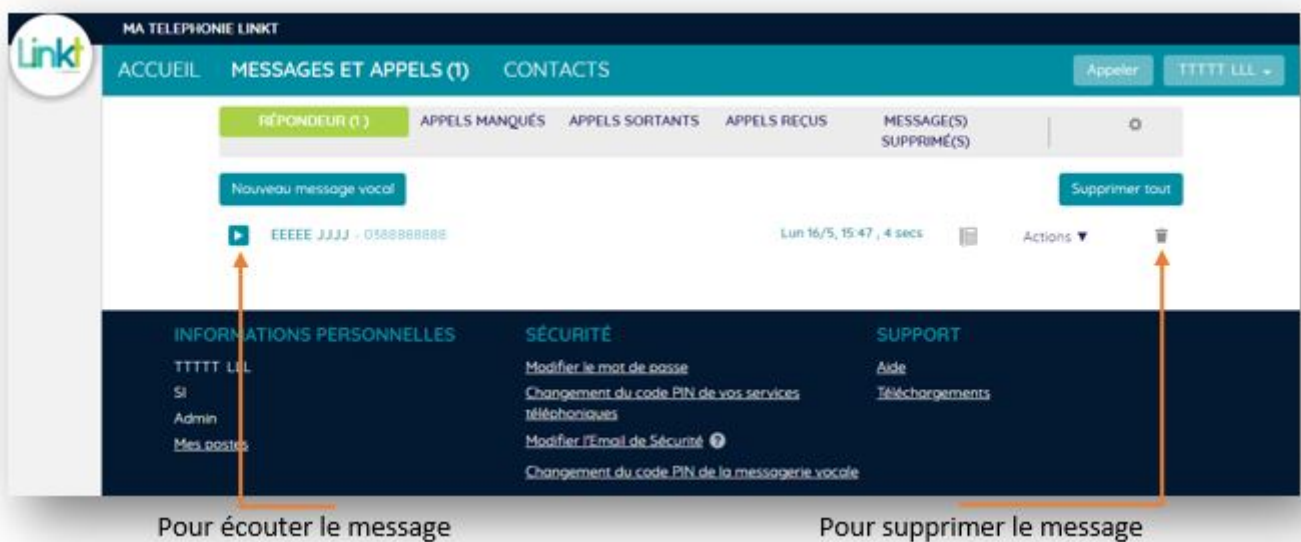 Linkt
MA TELEPHONIE LINKT
ACCUEIL MESSAGES ET APPELS (1) CONTACTS Appeler TTTTT LLL
RÉPONDEUR (1) APPELS MANQUÉS APPELS SORTANTS APPELS REÇUS MESSAGE(S)
SUPPRIMÉ(S)
Nouveau message vocal Supprimer tout
EEEEE JJJJ - 0388888888 Lun 16/5, 15:47 , 4 secs Actions
INFORMATIONS PERSONNELLES SÉCURITÉ SUPPORT
TTTTT LLL Modifier le mot de passe Aide
SI Changement du code PIN de vos services Téléchargements
téléphoniques
Admin
Mes postes Modifier l'Email de Sécurité ?
Changement du code PIN de la messagerie vocale
Pour écouter le message Pour supprimer le message